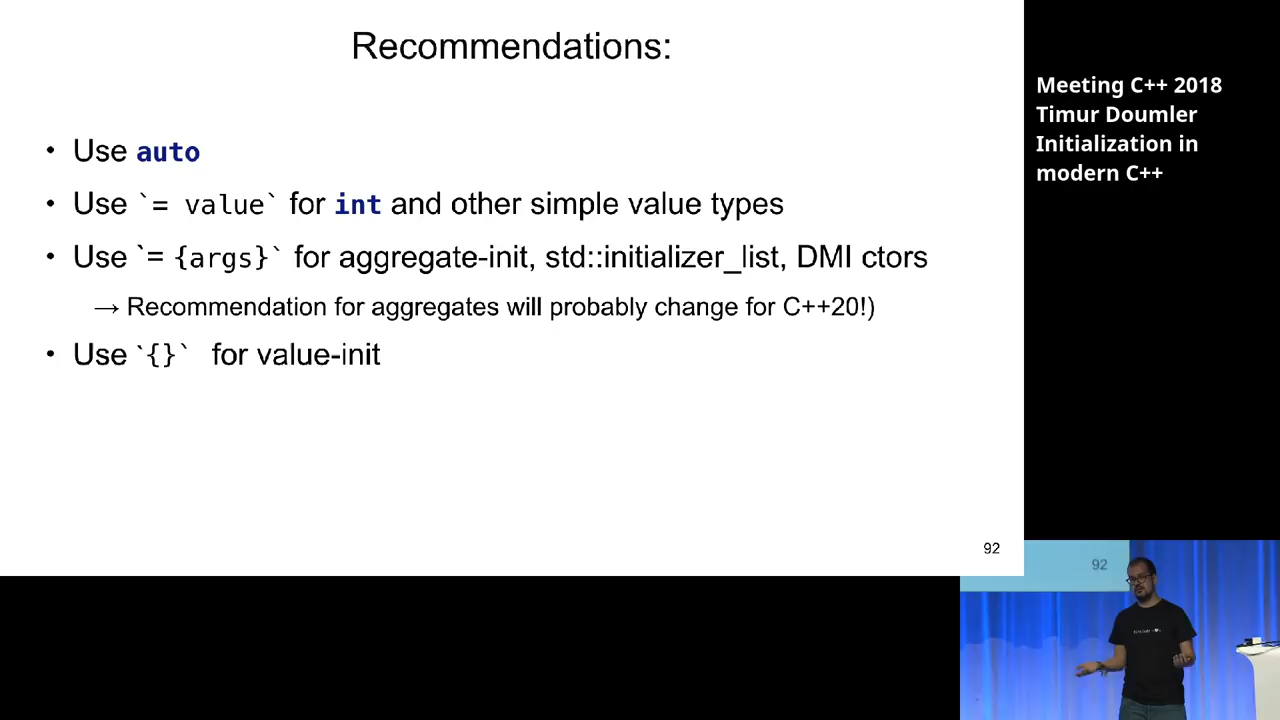 Recommendations:
• Use auto
• Use `= value` for int and other simple value types
• Use `= {args}` for aggregate-init, std::initializer_list, DMI ctors
→ Recommendation for aggregates will probably change for C++20!)
• Use `{}` for value-init
92
Meeting C++ 2018
Timur Doumler
Initialization in
modern C++
92